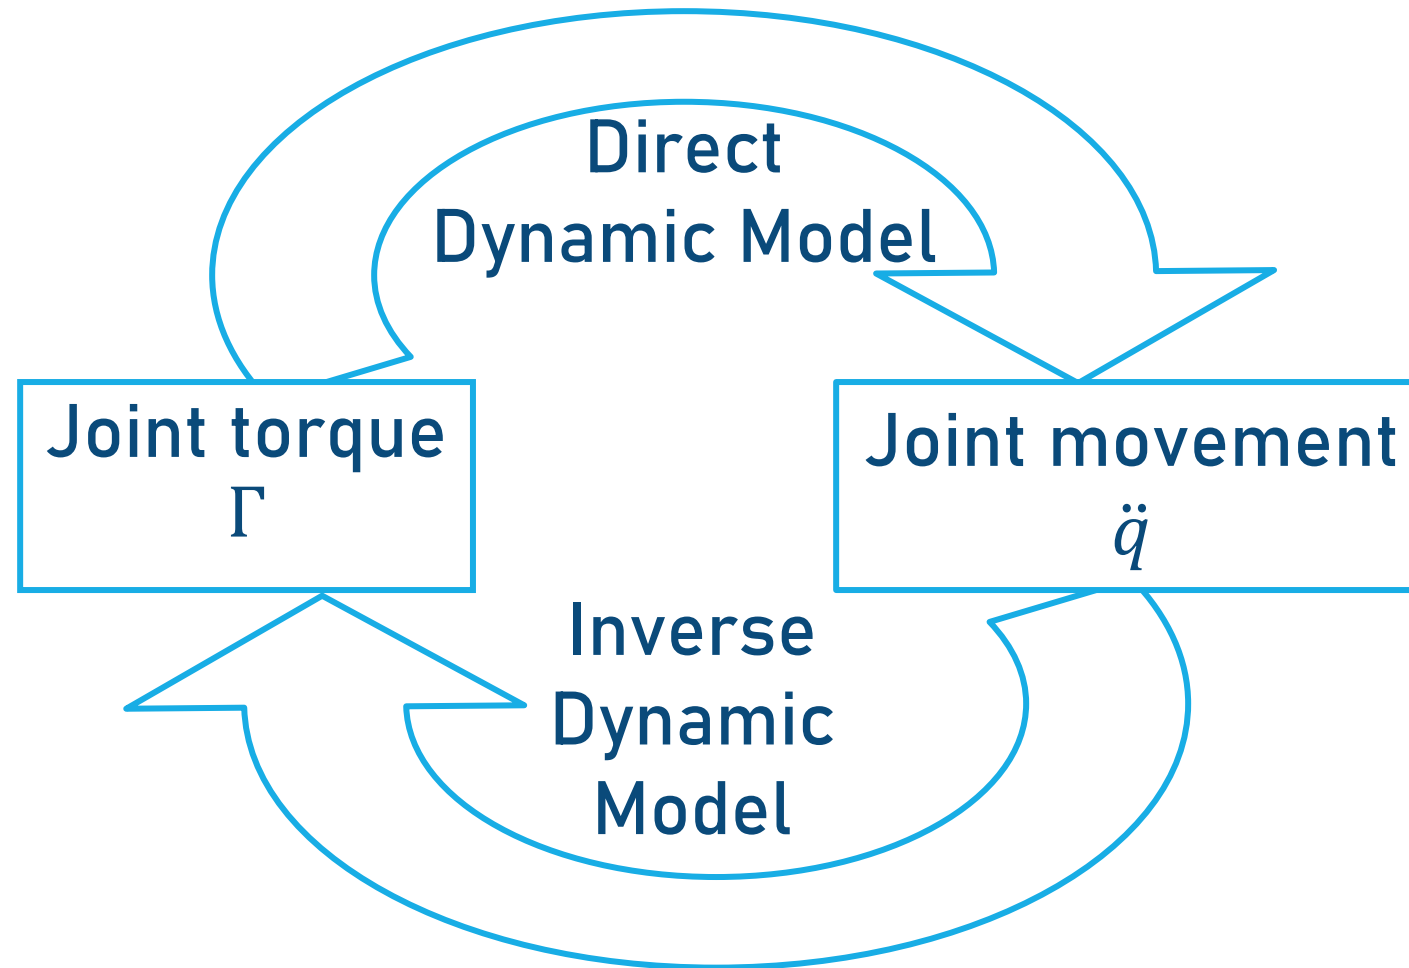 Direct
Dynamic Model
Joint torque
Γ
Joint movement
q̈
Inverse
Dynamic
Model